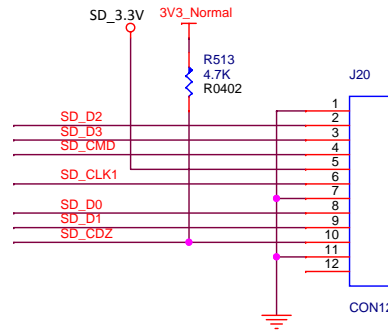 SD_3.3V
3V3_Normal
R513
4.7K
R0402
J20
1
SD_D2
2
SD_D3
3
SD_CMD
4
5
SD_CLK1
6
7
SD_D0
8
SD_D1
9
SD_CDZ
10
11
12
CON12